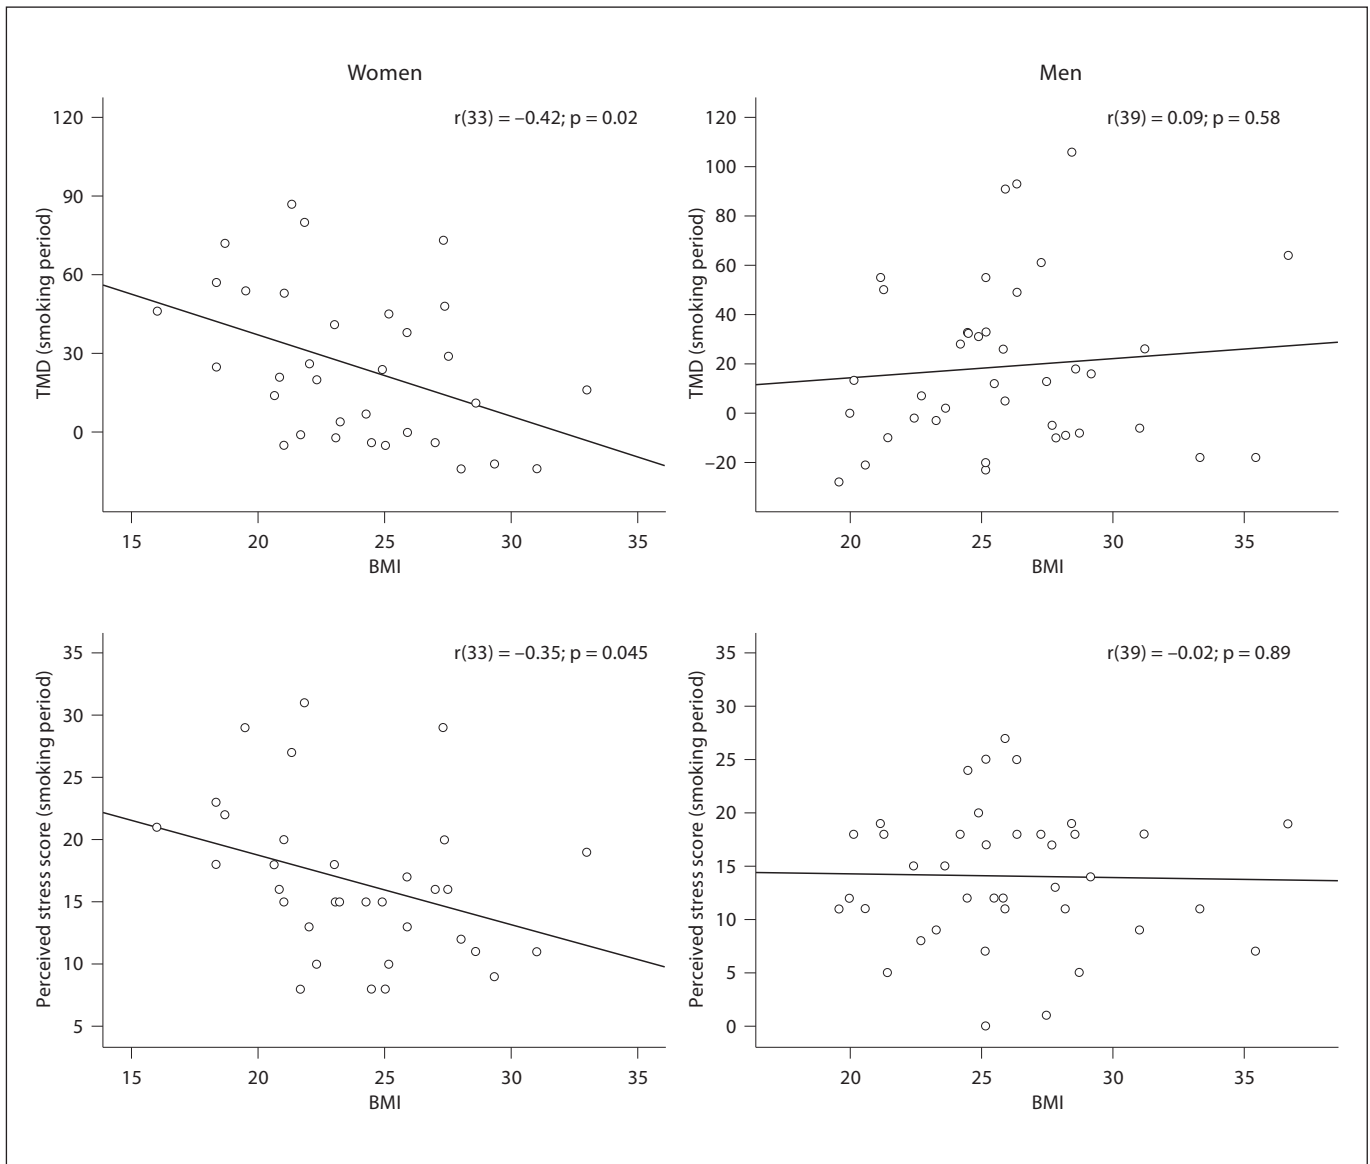 Women
Men
r(33) = –0.42; p = 0.02
r(39) = 0.09; p = 0.58
TMD (smoking period)
120
90
60
30
0
15 20 25 30 35
BMI
TMD (smoking period)
120
100
80
60
40
20
0
–20
20 25 30 35
BMI
r(33) = –0.35; p = 0.045
r(39) = –0.02; p = 0.89
Perceived stress score (smoking period)
35
30
25
20
15
10
5
15 20 25 30 35
BMI
Perceived stress score (smoking period)
35
30
25
20
15
10
5
0
20 25 30 35
BMI